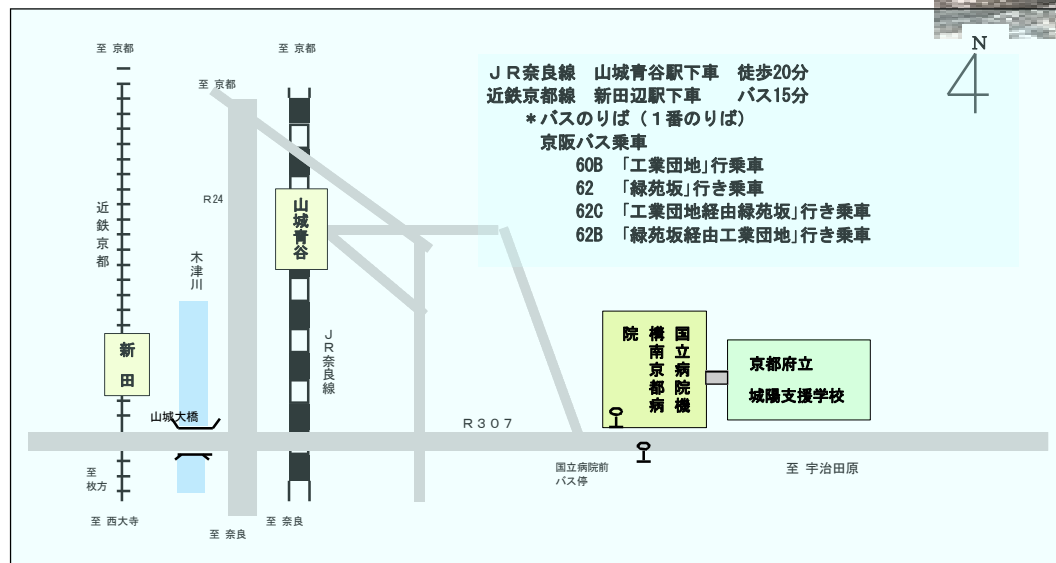 N
ＪＲ奈良線　山城青谷駅下車　徒歩20分
近鉄京都線　新田辺駅下車　　バス15分
＊バスのりば（１番のりば）
京阪バス乗車
60B　「工業団地」行乗車
62　「緑苑坂」行き乗車
62C　「工業団地経由緑苑坂」行き乗車
62B　「緑苑坂経由工業団地」行き乗車
至 京都
至 京都
至 京都
近鉄京都
R24
木津川
山城青谷
ＪＲ奈良線
新田
山城大橋
Ｒ３０７
国立病院機
構南京都病
院
京都府立
城陽支援学校
国立病院前
バス停
至 宇治田原
至
枚方
至 西大寺
至 奈良
至 奈良